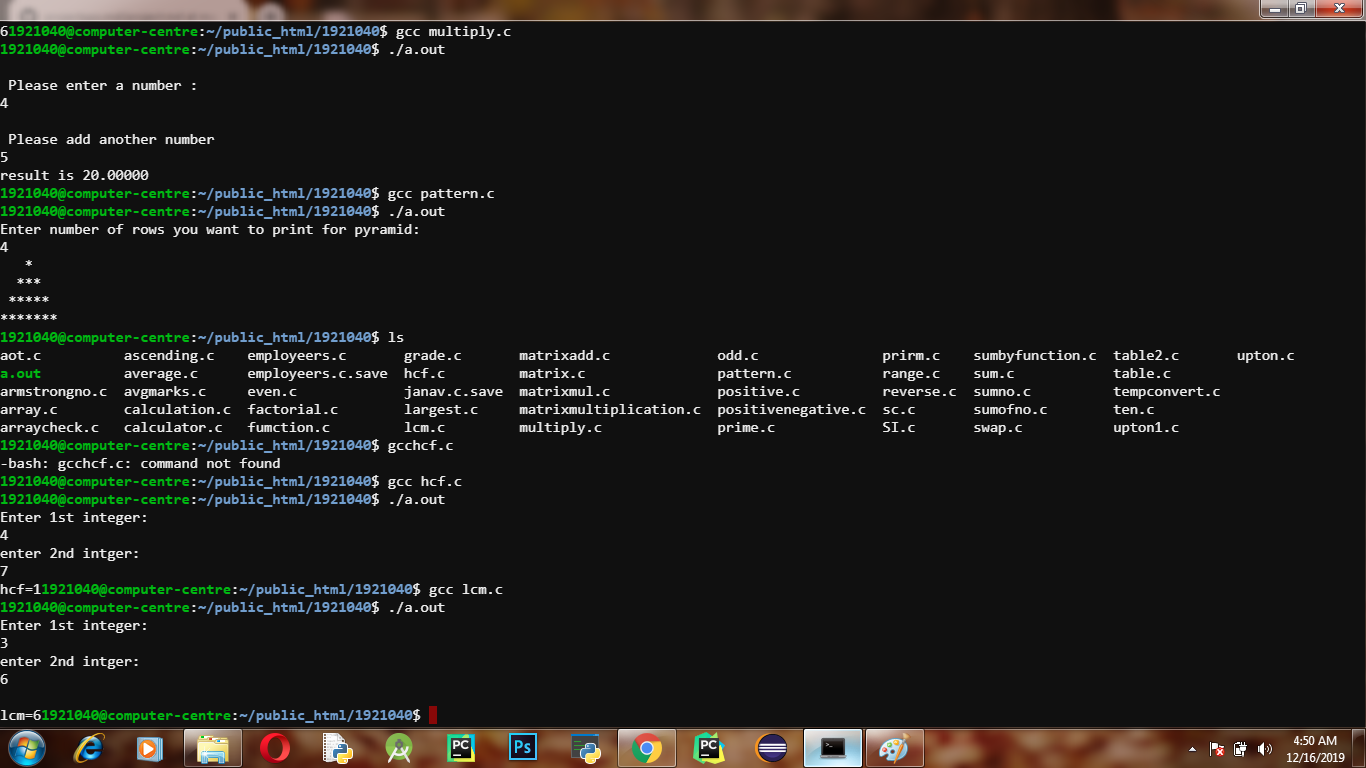 61921040@computer-centre:~/public_html/1921040$ gcc multiply.c
1921040@computer-centre:~/public_html/1921040$ ./a.out
Please enter a number :
4
Please add another number
5
result is 20.00000
1921040@computer-centre:~/public_html/1921040$ gcc pattern.c
1921040@computer-centre:~/public_html/1921040$ ./a.out
Enter number of rows you want to print for pyramid:
4
   *
  ***
 *****
*******
1921040@computer-centre:~/public_html/1921040$ ls
aot.c ascending.c employeers.c grade.c matrixadd.c odd.c prirm.c sumbyfunction.c table2.c upton.c
a.out average.c employeers.c.save hcf.c matrix.c pattern.c range.c sum.c table.c
armstrongno.c avgmarks.c even.c janav.c.save matrixmul.c positive.c reverse.c sumno.c tempconvert.c
array.c calculation.c factorial.c largest.c matrixmultiplication.c positivenegative.c sc.c sumofno.c ten.c
arraycheck.c calculator.c fumction.c lcm.c multiply.c prime.c SI.c swap.c upton1.c
1921040@computer-centre:~/public_html/1921040$ gcchcf.c
-bash: gcchcf.c: command not found
1921040@computer-centre:~/public_html/1921040$ gcc hcf.c
1921040@computer-centre:~/public_html/1921040$ ./a.out
Enter 1st integer:
4
enter 2nd intger:
7
hcf=11921040@computer-centre:~/public_html/1921040$ gcc lcm.c
1921040@computer-centre:~/public_html/1921040$ ./a.out
Enter 1st integer:
3
enter 2nd intger:
6
lcm=61921040@computer-centre:~/public_html/1921040$
PC
Ps
PC
4:50 AM
12/16/2019